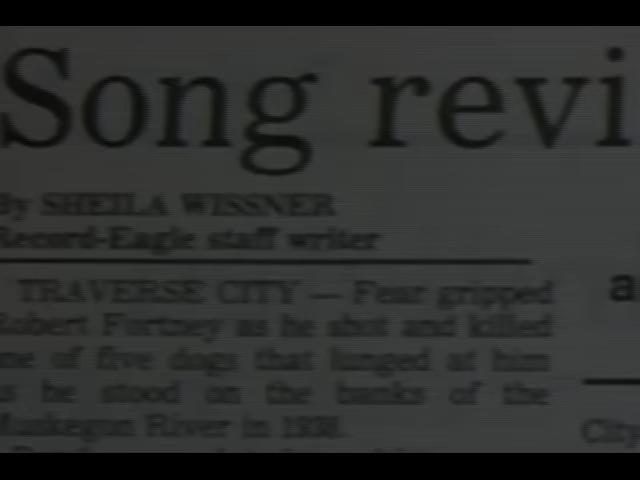 Song revi
By SHEILA WISSNER
Record-Eagle staff writer
TRAVERSE CITY — Fear gripped
Robert Fortney as he shot and killed
one of five dogs that lunged at him
as he stood on the banks of the
Muskegon River in 1938.
a
City